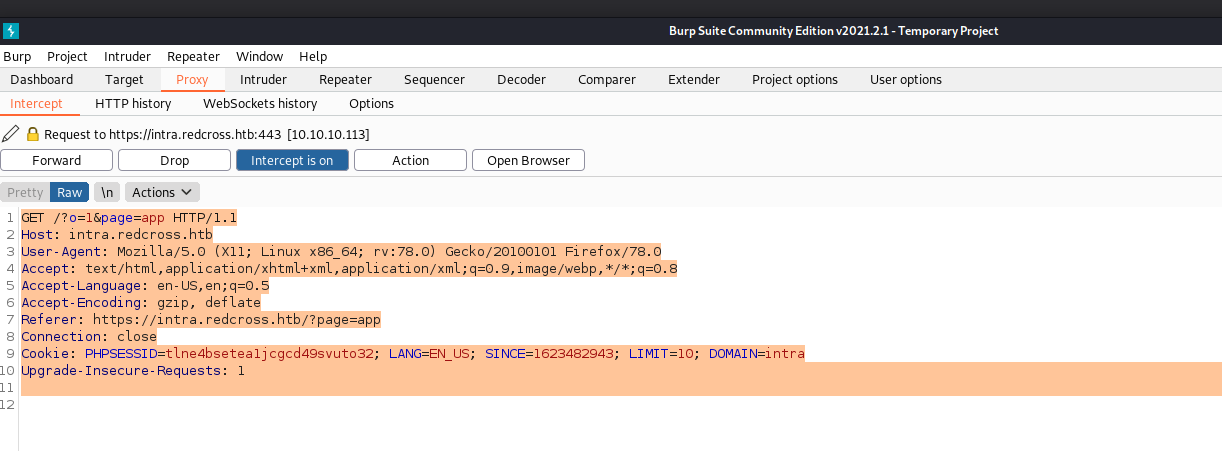 Burp Suite Community Edition v2021.2.1 - Temporary Project
Burp Project Intruder Repeater Window Help
Dashboard Target Proxy Intruder Repeater Sequencer Decoder Comparer Extender Project options User options
Intercept HTTP history WebSockets history Options
Request to https://intra.redcross.htb:443 [10.10.10.113]
Forward Drop Intercept is on Action Open Browser
Pretty Raw \n Actions
1 GET /?o=1&page=app HTTP/1.1
2 Host: intra.redcross.htb
3 User-Agent: Mozilla/5.0 (X11; Linux x86_64; rv:78.0) Gecko/20100101 Firefox/78.0
4 Accept: text/html,application/xhtml+xml,application/xml;q=0.9,image/webp,*/*;q=0.8
5 Accept-Language: en-US,en;q=0.5
6 Accept-Encoding: gzip, deflate
7 Referer: https://intra.redcross.htb/?page=app
8 Connection: close
9 Cookie: PHPSESSID=tlne4bsetea1jcgcd49svuto32; LANG=EN_US; SINCE=1623482943; LIMIT=10; DOMAIN=intra
10 Upgrade-Insecure-Requests: 1
11
12